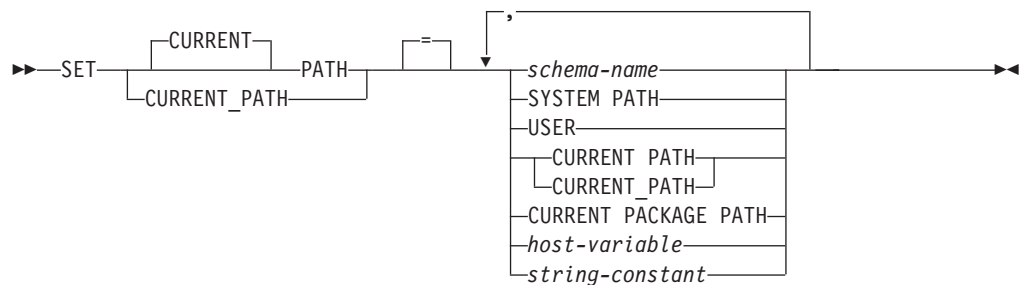 ,
CURRENT =
SET PATH schema-name
CURRENT_PATH SYSTEM PATH
USER
CURRENT PATH
CURRENT_PATH
CURRENT PACKAGE PATH
host-variable
string-constant